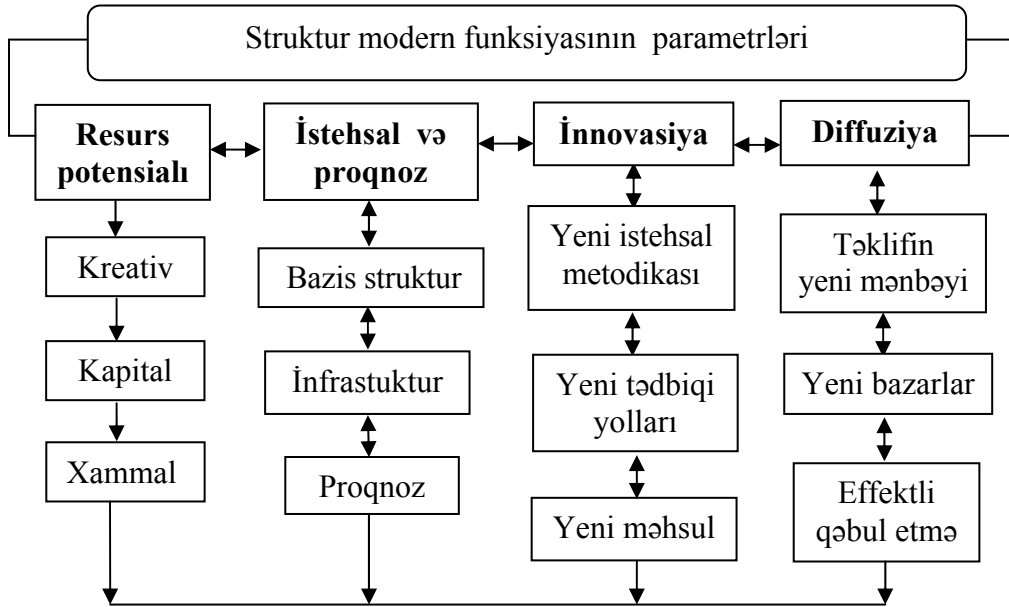 Struktur modern funksiyasının parametrləri
Resurs
potensialı
İstehsal və
proqnoz
İnnovasiya
Diffuziya
Kreativ
Kapital
Xammal
Bazis struktur
İnfrastuktur
Proqnoz
Yeni istehsal
metodikası
Yeni tədbiqi
yolları
Yeni məhsul
Təklifin
yeni mənbəyi
Yeni bazarlar
Effektli
qəbul etmə